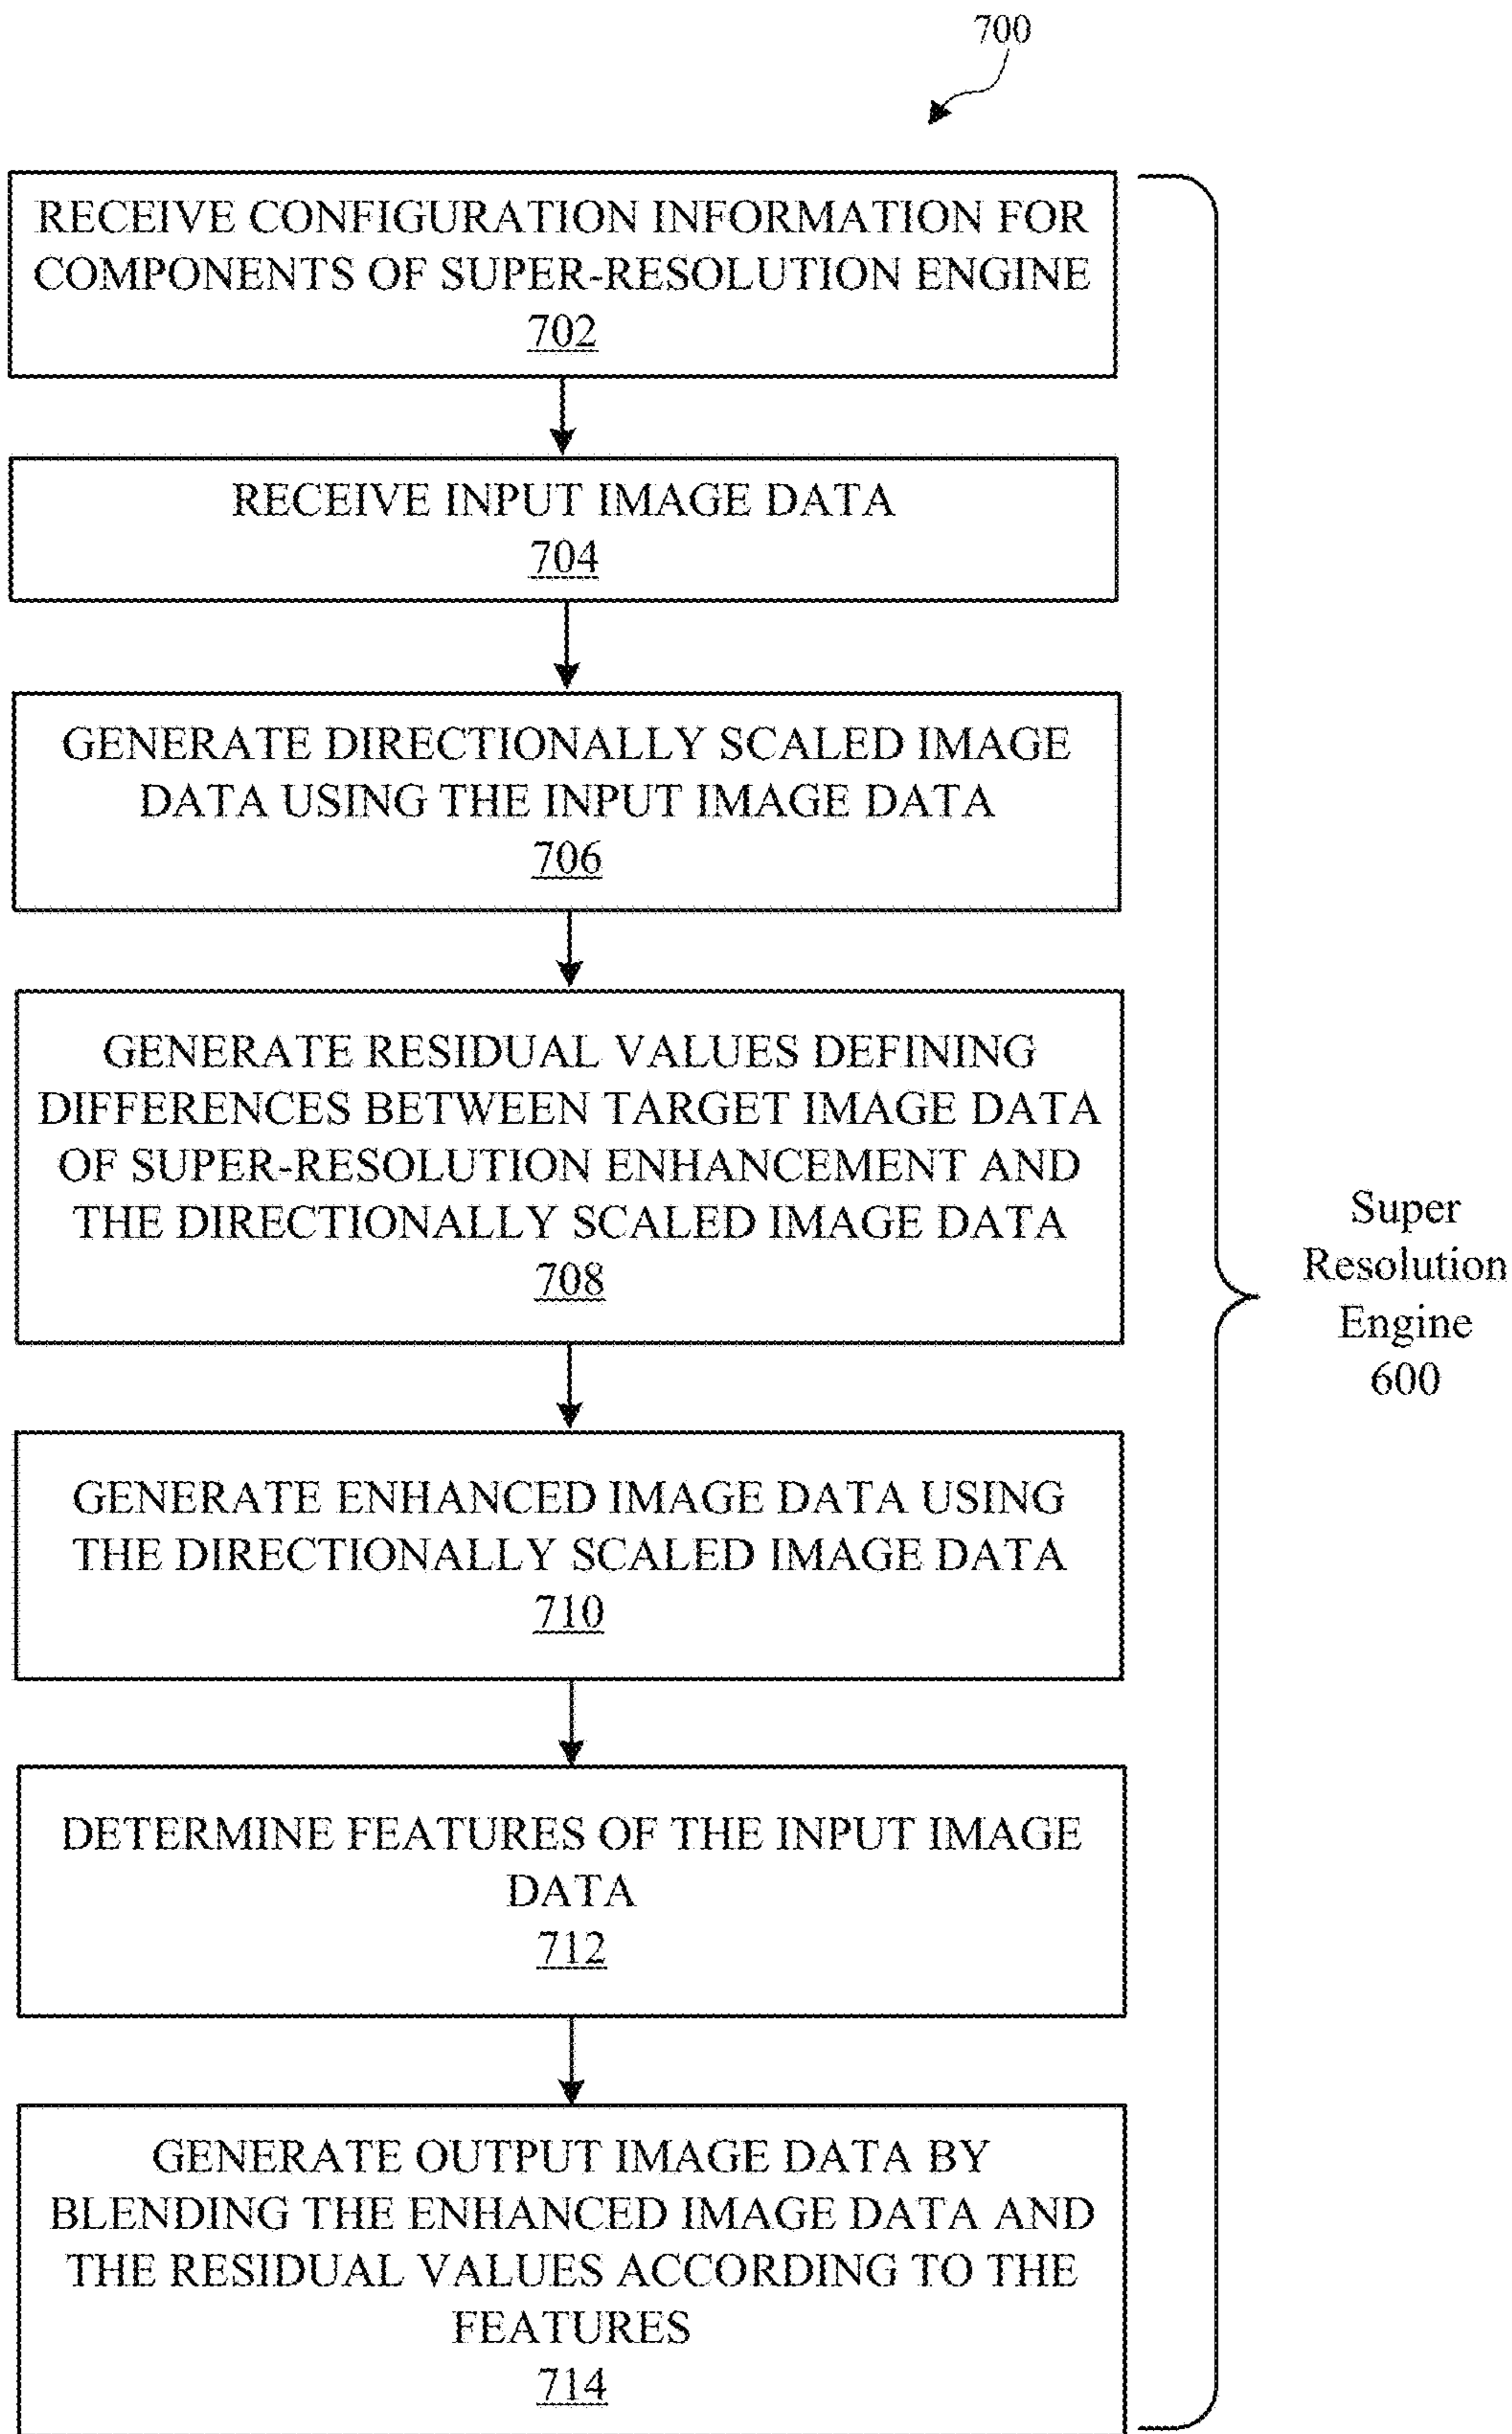 700
RECEIVE CONFIGURATION INFORMATION FOR
COMPONENTS OF SUPER-RESOLUTION ENGINE
702
RECEIVE INPUT IMAGE DATA
704
GENERATE DIRECTIONALLY SCALED IMAGE
DATA USING THE INPUT IMAGE DATA
706
GENERATE RESIDUAL VALUES DEFINING
DIFFERENCES BETWEEN TARGET IMAGE DATA
OF SUPER-RESOLUTION ENHANCEMENT AND
THE DIRECTIONALLY SCALED IMAGE DATA
708
GENERATE ENHANCED IMAGE DATA USING
THE DIRECTIONALLY SCALED IMAGE DATA
710
DETERMINE FEATURES OF THE INPUT IMAGE
DATA
712
GENERATE OUTPUT IMAGE DATA BY
BLENDING THE ENHANCED IMAGE DATA AND
THE RESIDUAL VALUES ACCORDING TO THE
FEATURES
714
Super
Resolution
Engine
600